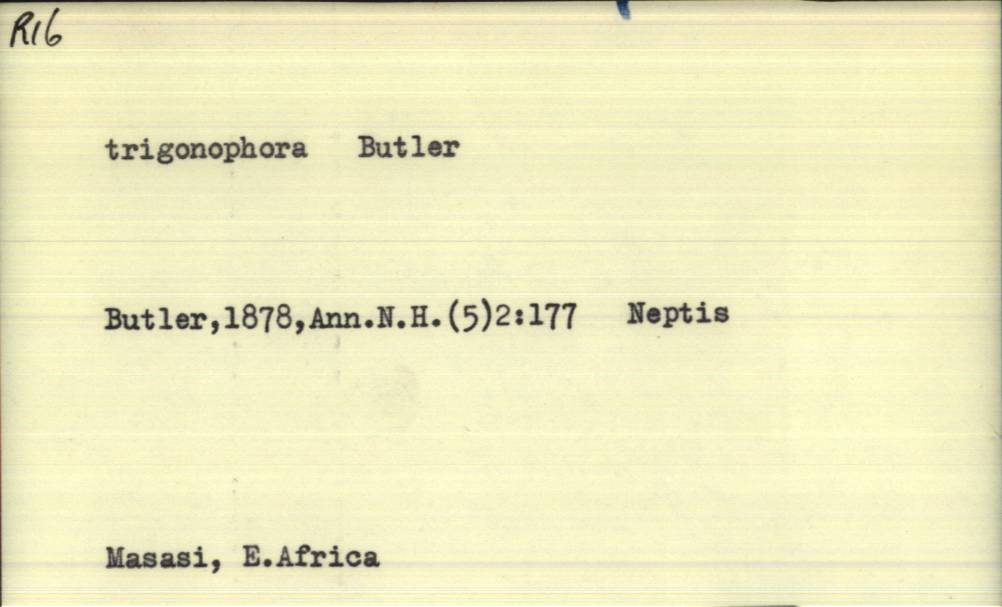 R16
trigonophora Butler
Butler,1878,Ann.N.H.(5)2:177 Neptis
Masasi, E.Africa